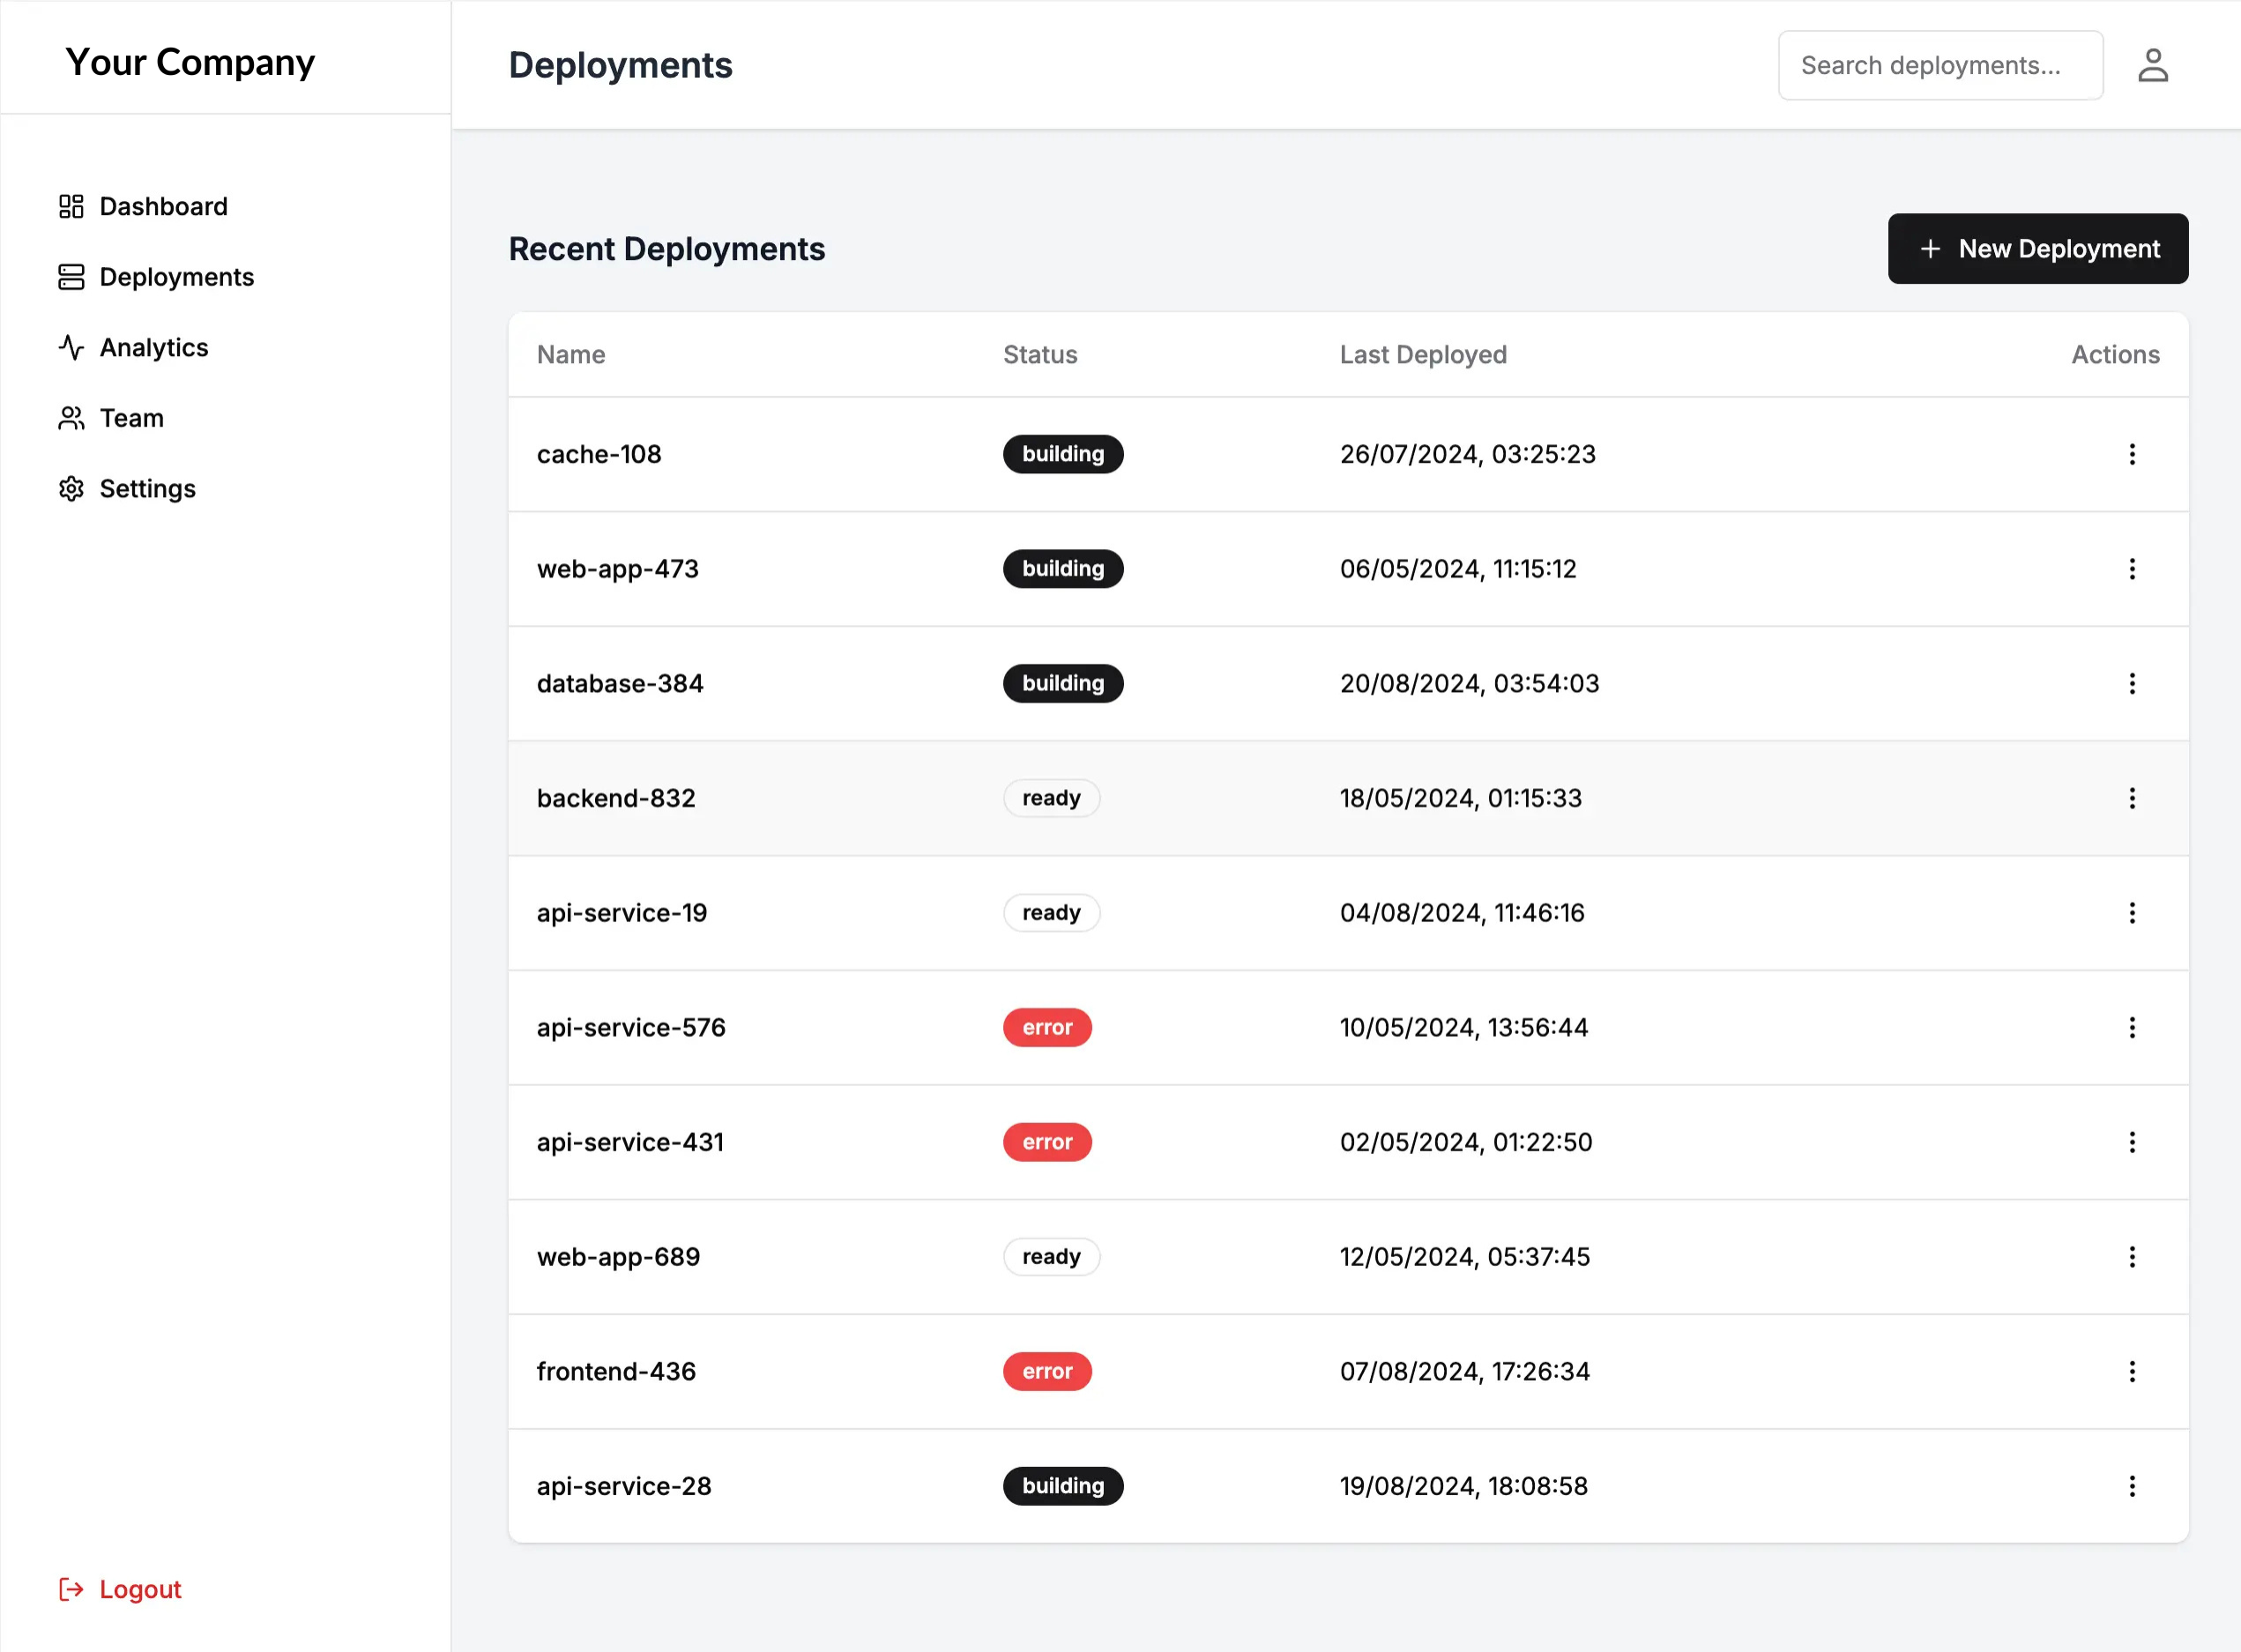 Your Company
Deployments
Search deployments...
Dashboard
Deployments
Analytics
Team
Settings
Logout
Recent Deployments
+ New Deployment
Name Status Last Deployed Actions
cache-108 building 26/07/2024, 03:25:23
web-app-473 building 06/05/2024, 11:15:12
database-384 building 20/08/2024, 03:54:03
backend-832 ready 18/05/2024, 01:15:33
api-service-19 ready 04/08/2024, 11:46:16
api-service-576 error 10/05/2024, 13:56:44
api-service-431 error 02/05/2024, 01:22:50
web-app-689 ready 12/05/2024, 05:37:45
frontend-436 error 07/08/2024, 17:26:34
api-service-28 building 19/08/2024, 18:08:58